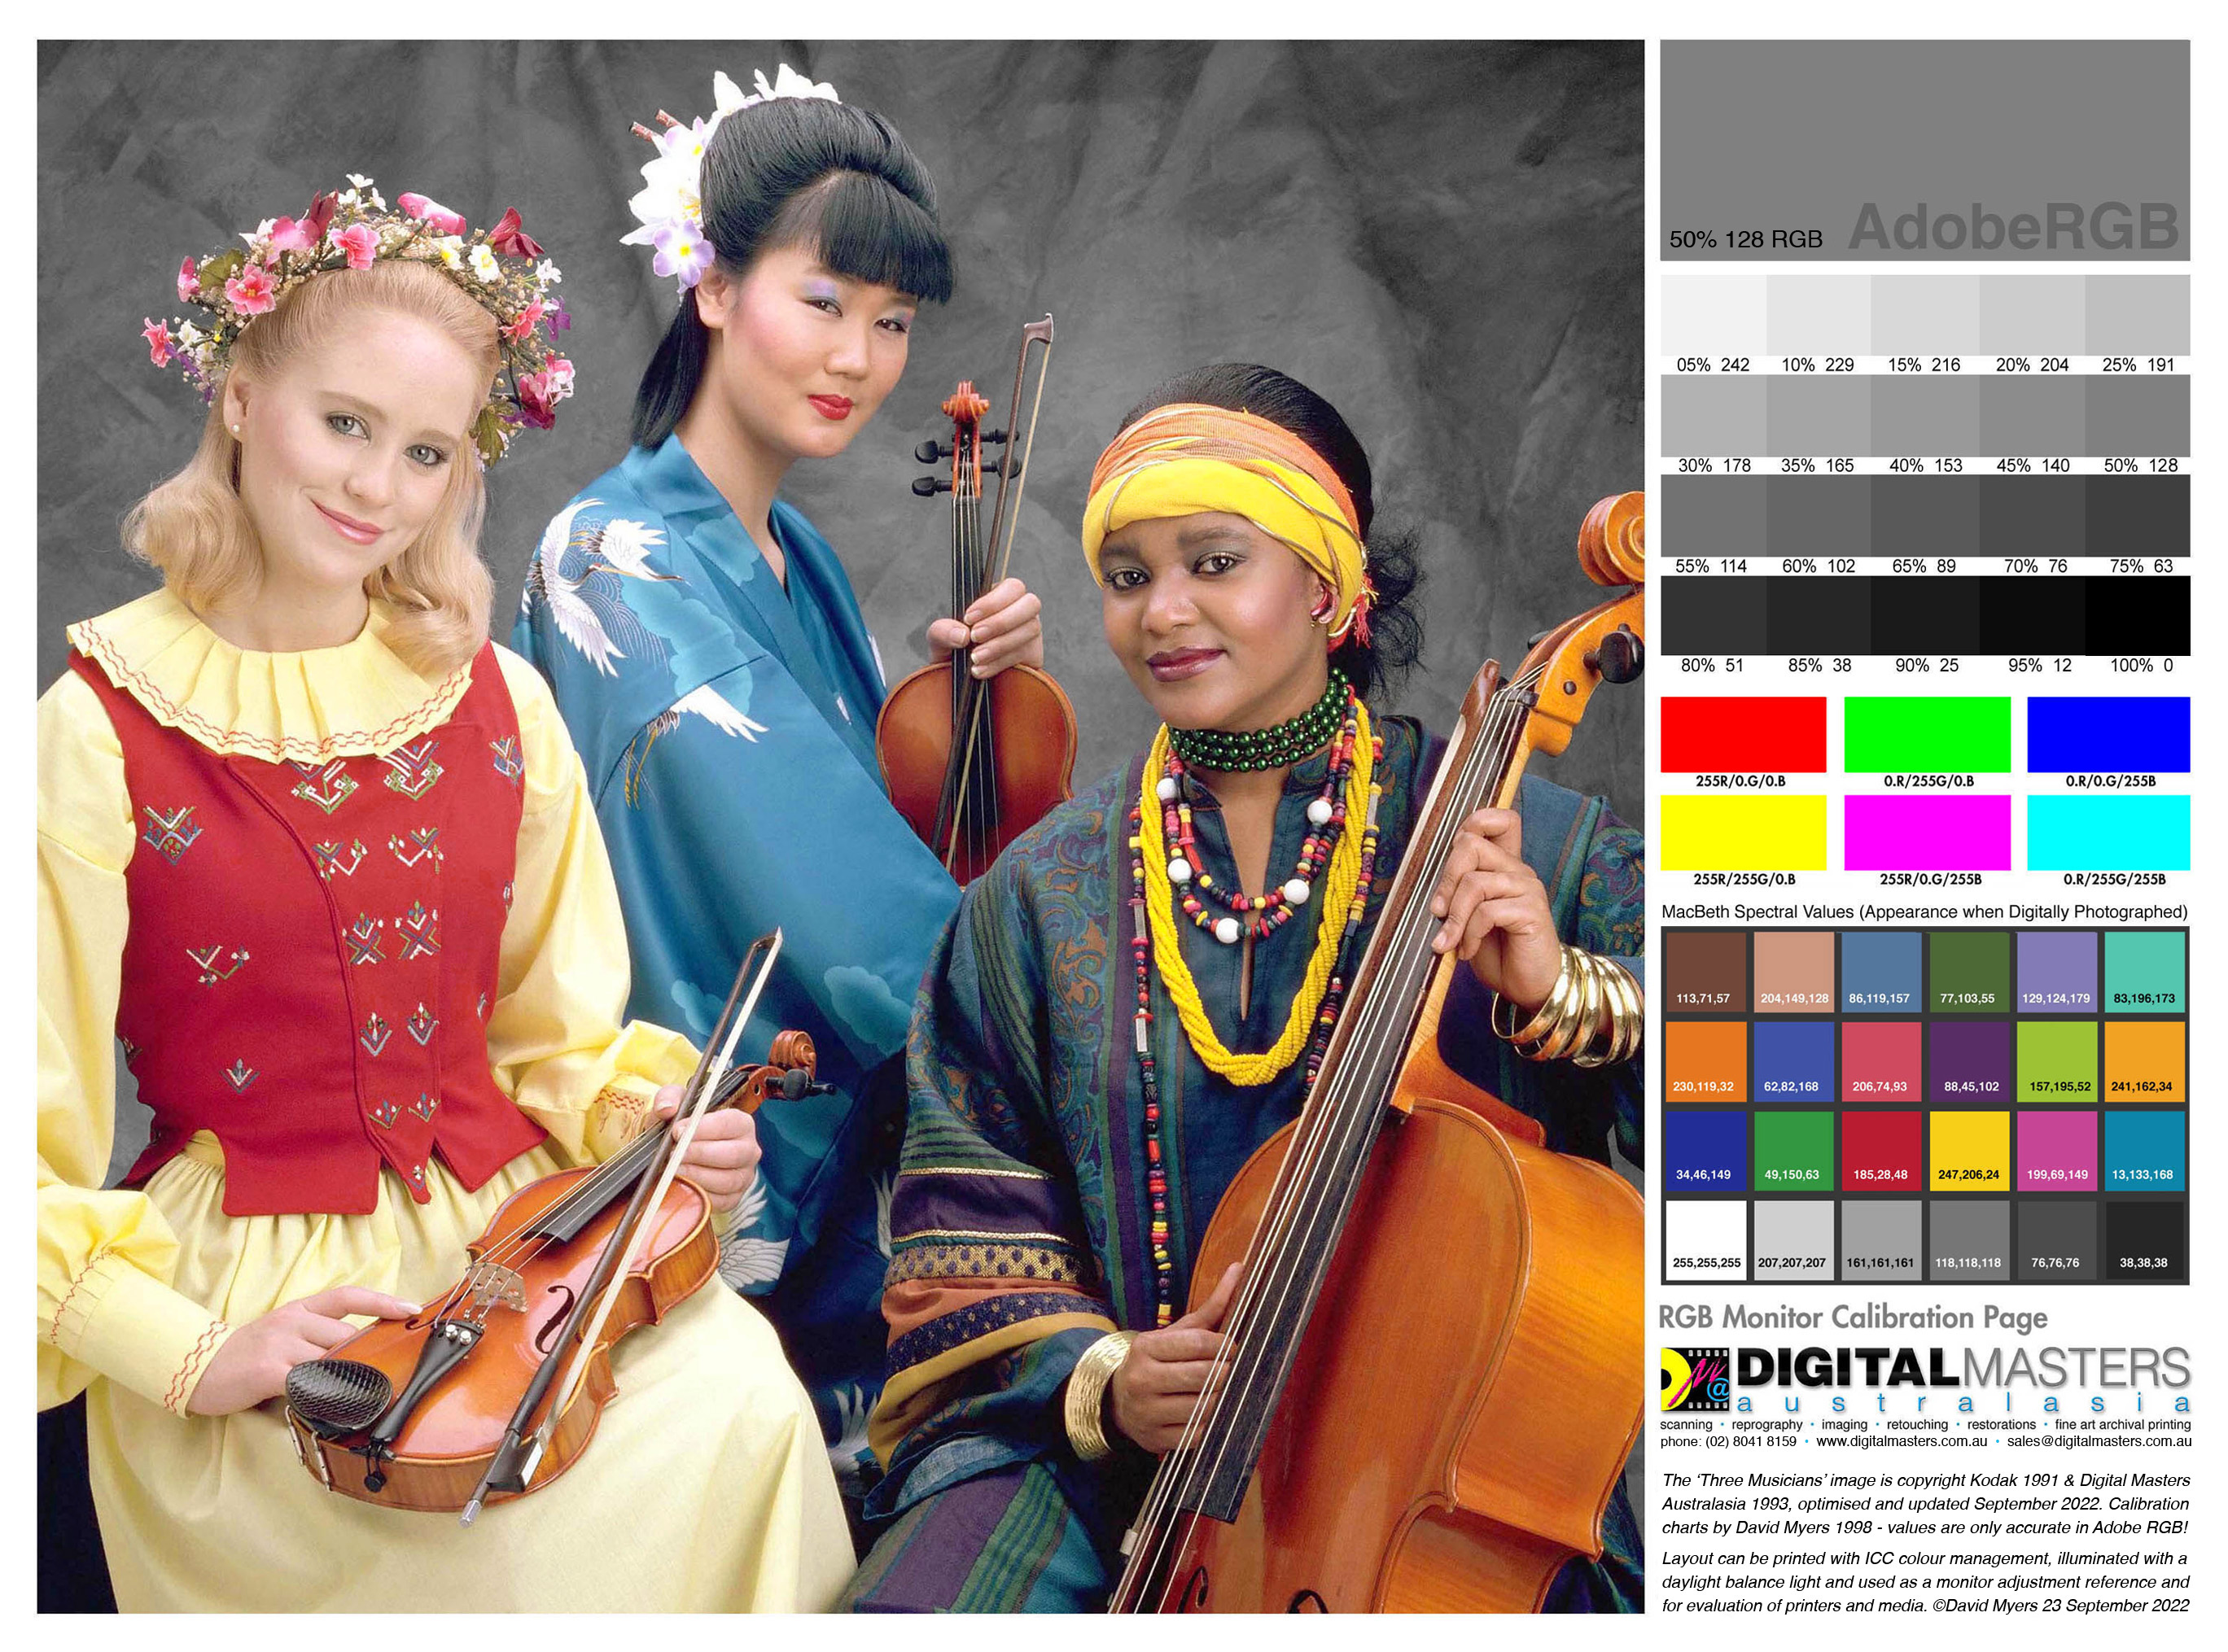 50% 128 RGB AdobeRGB
05% 242 10% 229 15% 216 20% 204 25% 191
30% 178 35% 165 40% 153 45% 140 50% 128
55% 114 60% 102 65% 89 70% 76 75% 63
80% 51 85% 38 90% 25 95% 12 100% 0
255R/0.G/0.B 0.R/255G/0.B 0.R/0.G/255B
255R/255G/0.B 255R/0.G/255B 0.R/255G/255B
MacBeth Spectral Values (Appearance when Digitally Photographed)
113,71,57 204,149,128 86,119,157 77,103,55 129,124,179 83,196,173
230,119,32 62,82,168 206,74,93 88,45,102 157,195,52 241,162,34
34,46,149 49,150,63 185,28,48 247,206,24 199,69,149 13,133,168
255,255,255 207,207,207 161,161,161 118,118,118 76,76,76 38,38,38
RGB Monitor Calibration Page
DIGITALMASTERS
@ australasia
scanning • reprography • imaging • retouching • restorations • fine art archival printing
phone: (02) 8041 8159 • www.digitalmasters.com.au • sales@digitalmasters.com.au
The ‘Three Musicians’ image is copyright Kodak 1991 & Digital Masters
Australasia 1993, optimised and updated September 2022. Calibration
charts by David Myers 1998 - values are only accurate in Adobe RGB!
Layout can be printed with ICC colour management, illuminated with a
daylight balance light and used as a monitor adjustment reference and
for evaluation of printers and media. ©David Myers 23 September 2022